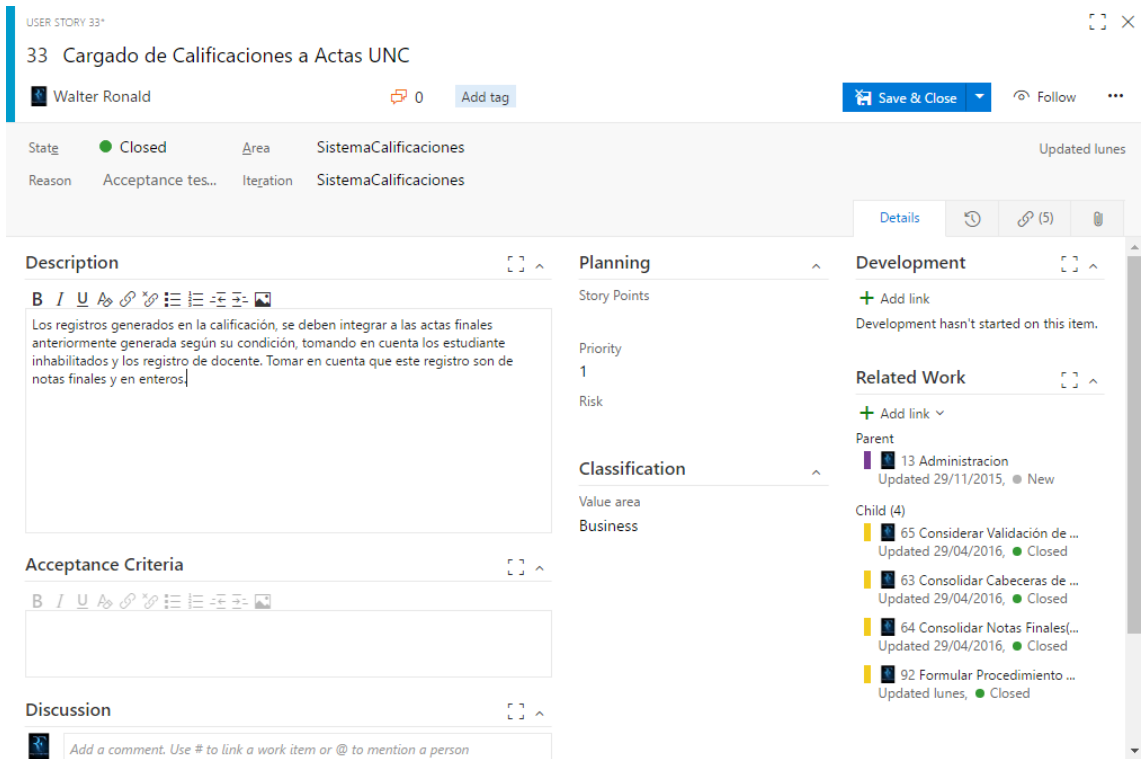 USER STORY 33*
33 Cargado de Calificaciones a Actas UNC
Walter Ronald
0
Add tag
Save & Close
Follow
...
State
Closed
Area
SistemaCalificaciones
Updated lunes
Reason
Acceptance tes...
Iteration
SistemaCalificaciones
Details
(5)
Description
B I U
Los registros generados en la calificación, se deben integrar a las actas finales
anteriormente generada según su condición, tomando en cuenta los estudiante
inhabilitados y los registro de docente. Tomar en cuenta que este registro son de
notas finales y en enteros.
Acceptance Criteria
B I U
Discussion
Add a comment. Use # to link a work item or @ to mention a person
Planning
Story Points
Priority
1
Risk
Classification
Value area
Business
Development
+ Add link
Development hasn't started on this item.
Related Work
+ Add link
Parent
13 Administracion
Updated 29/11/2015, New
Child (4)
65 Considerar Validación de ...
Updated 29/04/2016, Closed
63 Consolidar Cabeceras de ...
Updated 29/04/2016, Closed
64 Consolidar Notas Finales(...
Updated 29/04/2016, Closed
92 Formular Procedimiento ...
Updated lunes, Closed